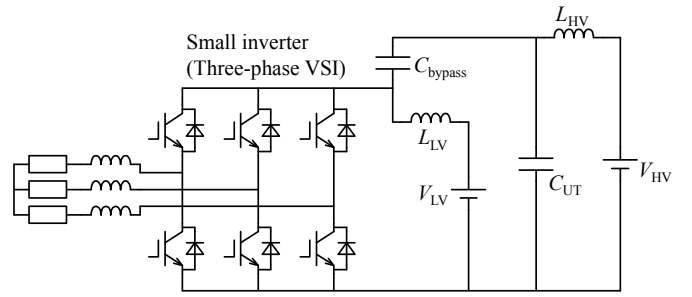 L_HV
Small inverter
(Three-phase VSI)
C_bypass
L_LV
V_LV
C_UT
V_HV